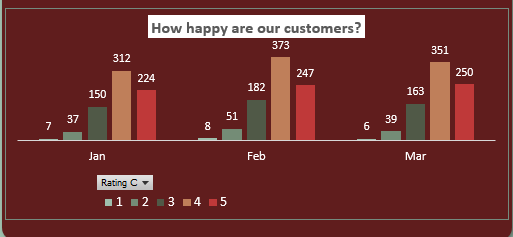 How happy are our customers?
7 37 150 312 224 8 51 182 373 247 6 39 163 351 250
Jan Feb Mar
Rating C
1 2 3 4 5